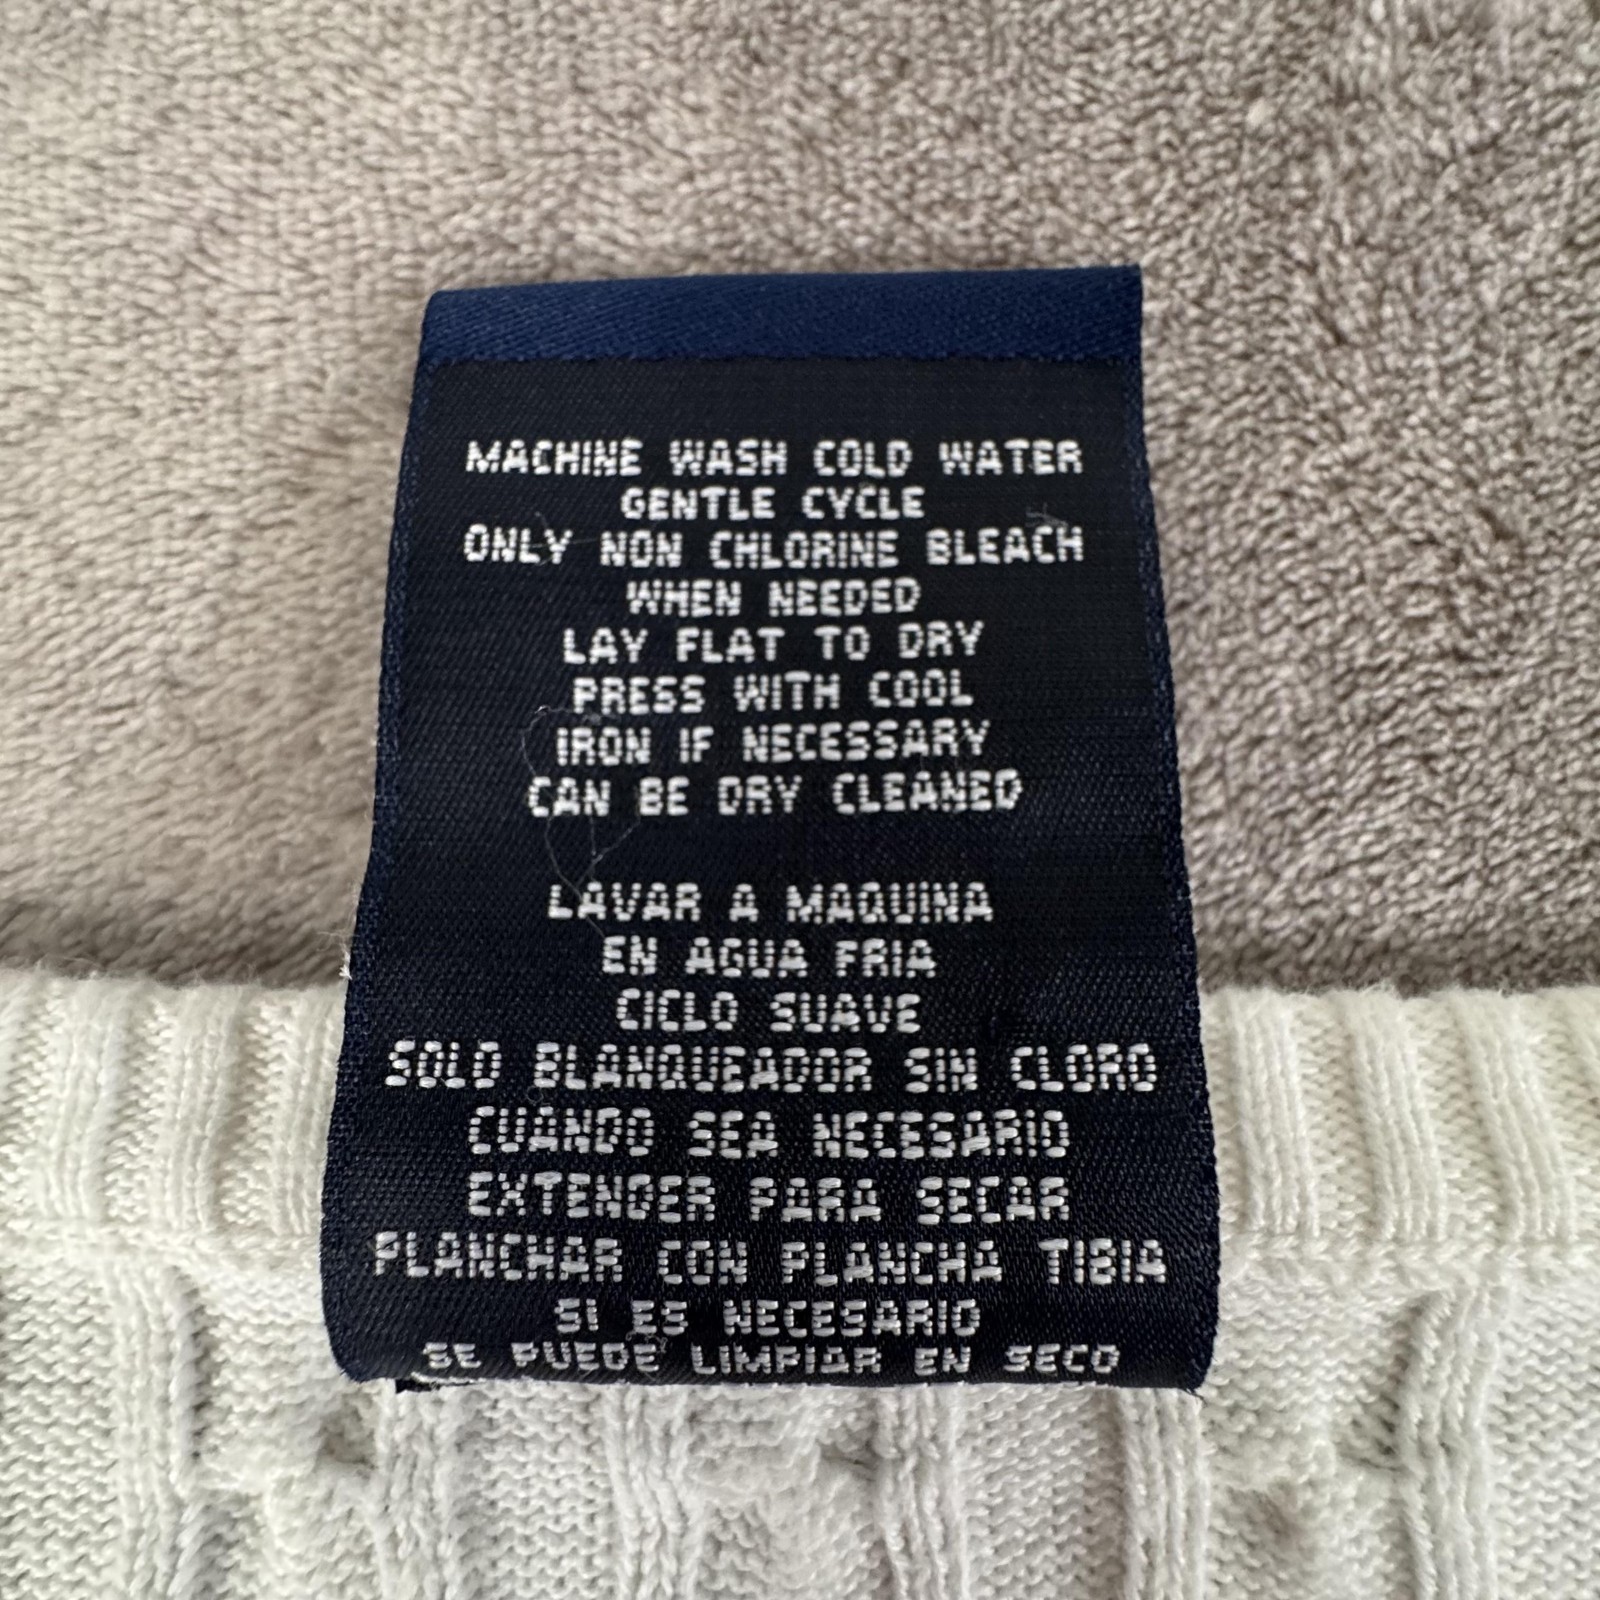 MACHINE WASH COLD WATER
GENTLE CYCLE
ONLY NON CHLORINE BLEACH
WHEN NEEDED
LAY FLAT TO DRY
PRESS WITH COOL
IRON IF NECESSARY
CAN BE DRY CLEANED
LAVAR A MAQUINA
EN AGUA FRIA
CICLO SUAVE
SOLO BLANQUEADOR SIN CLORO
CUANDO SEA NECESARIO
EXTENDER PARA SECAR
PLANCHAR CON PLANCHA TIBIA
SI ES NECESARIO
SE PUEDE LIMPIAR EN SECO